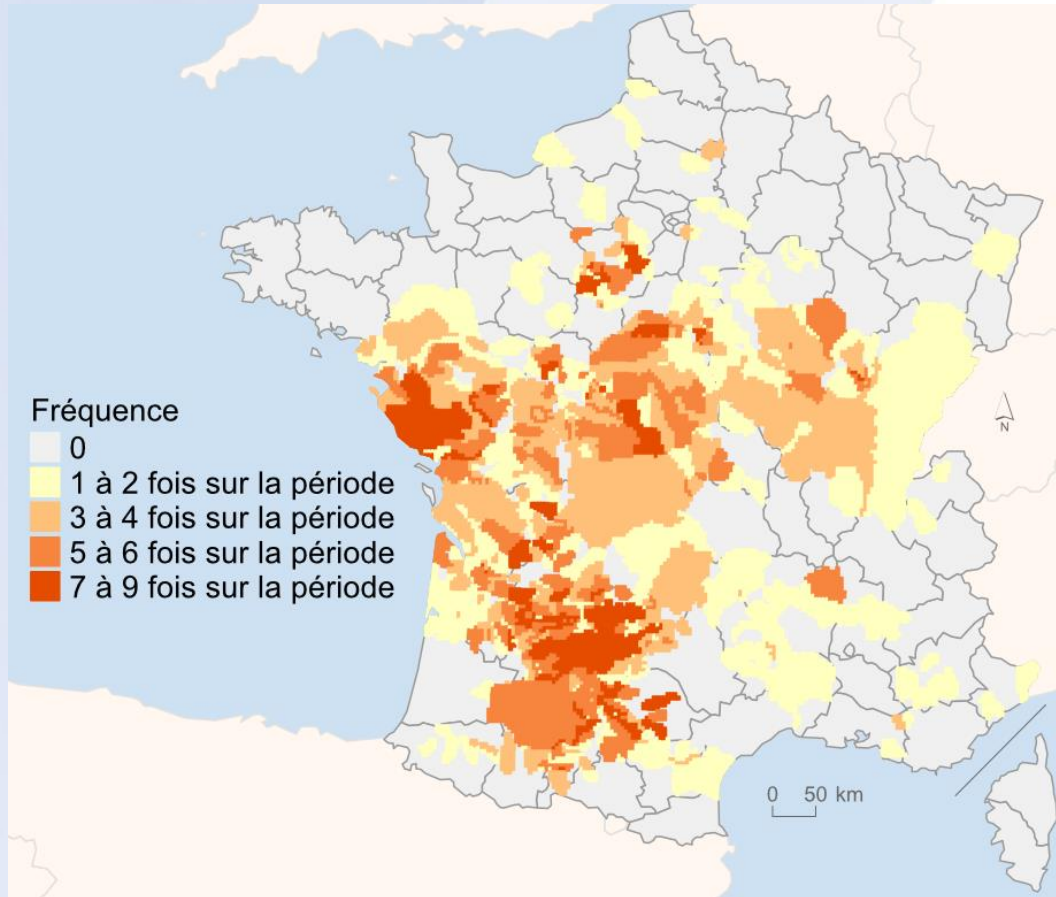 Fréquence
0
1 à 2 fois sur la période
3 à 4 fois sur la période
5 à 6 fois sur la période
7 à 9 fois sur la période
N
0 50 km